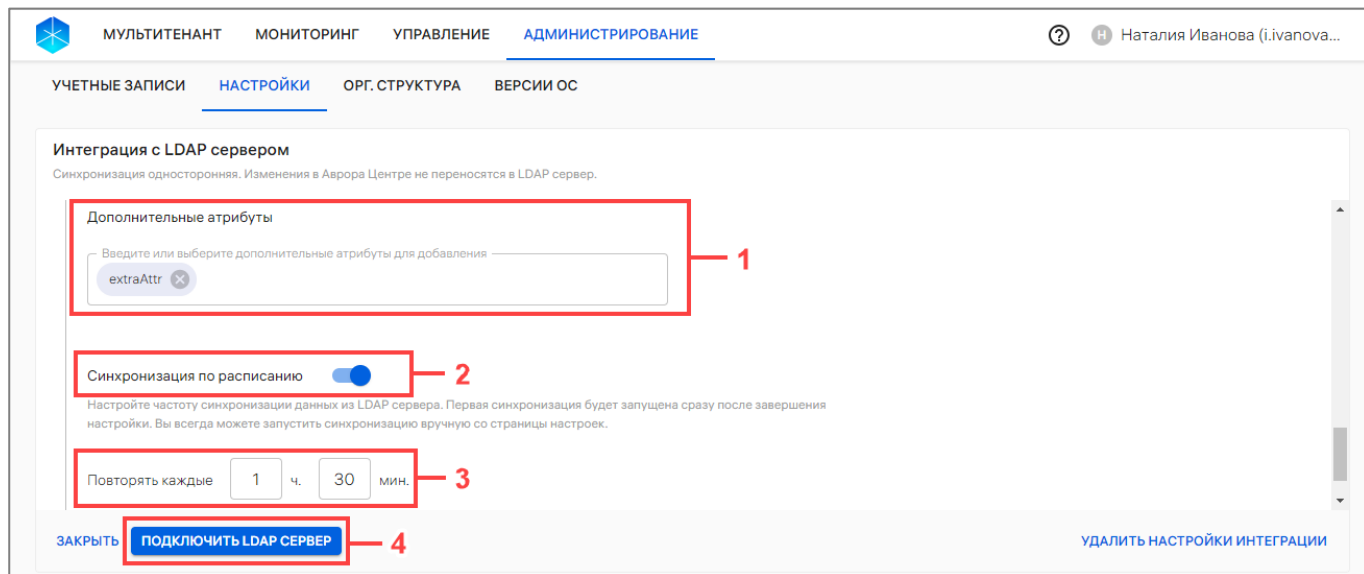 МУЛЬТИТЕНАНТ МОНИТОРИНГ УПРАВЛЕНИЕ АДМИНИСТРИРОВАНИЕ ? Н Наталия Иванова (i.ivanova...
УЧЕТНЫЕ ЗАПИСИ НАСТРОЙКИ ОРГ. СТРУКТУРА ВЕРСИИ ОС
Интеграция с LDAP сервером
Синхронизация односторонняя. Изменения в Аврора Центре не переносятся в LDAP сервер.
Дополнительные атрибуты
Введите или выберите дополнительные атрибуты для добавления
1
extraAttr
Синхронизация по расписанию 2
Настройте частоту синхронизации данных из LDAP сервера. Первая синхронизация будет запущена сразу после завершения
настройки. Вы всегда можете запустить синхронизацию вручную со страницы настроек.
Повторять каждые 1 ч. 30 мин. 3
ЗАКРЫТЬ ПОДКЛЮЧИТЬ LDAP СЕРВЕР 4 УДАЛИТЬ НАСТРОЙКИ ИНТЕГРАЦИИ